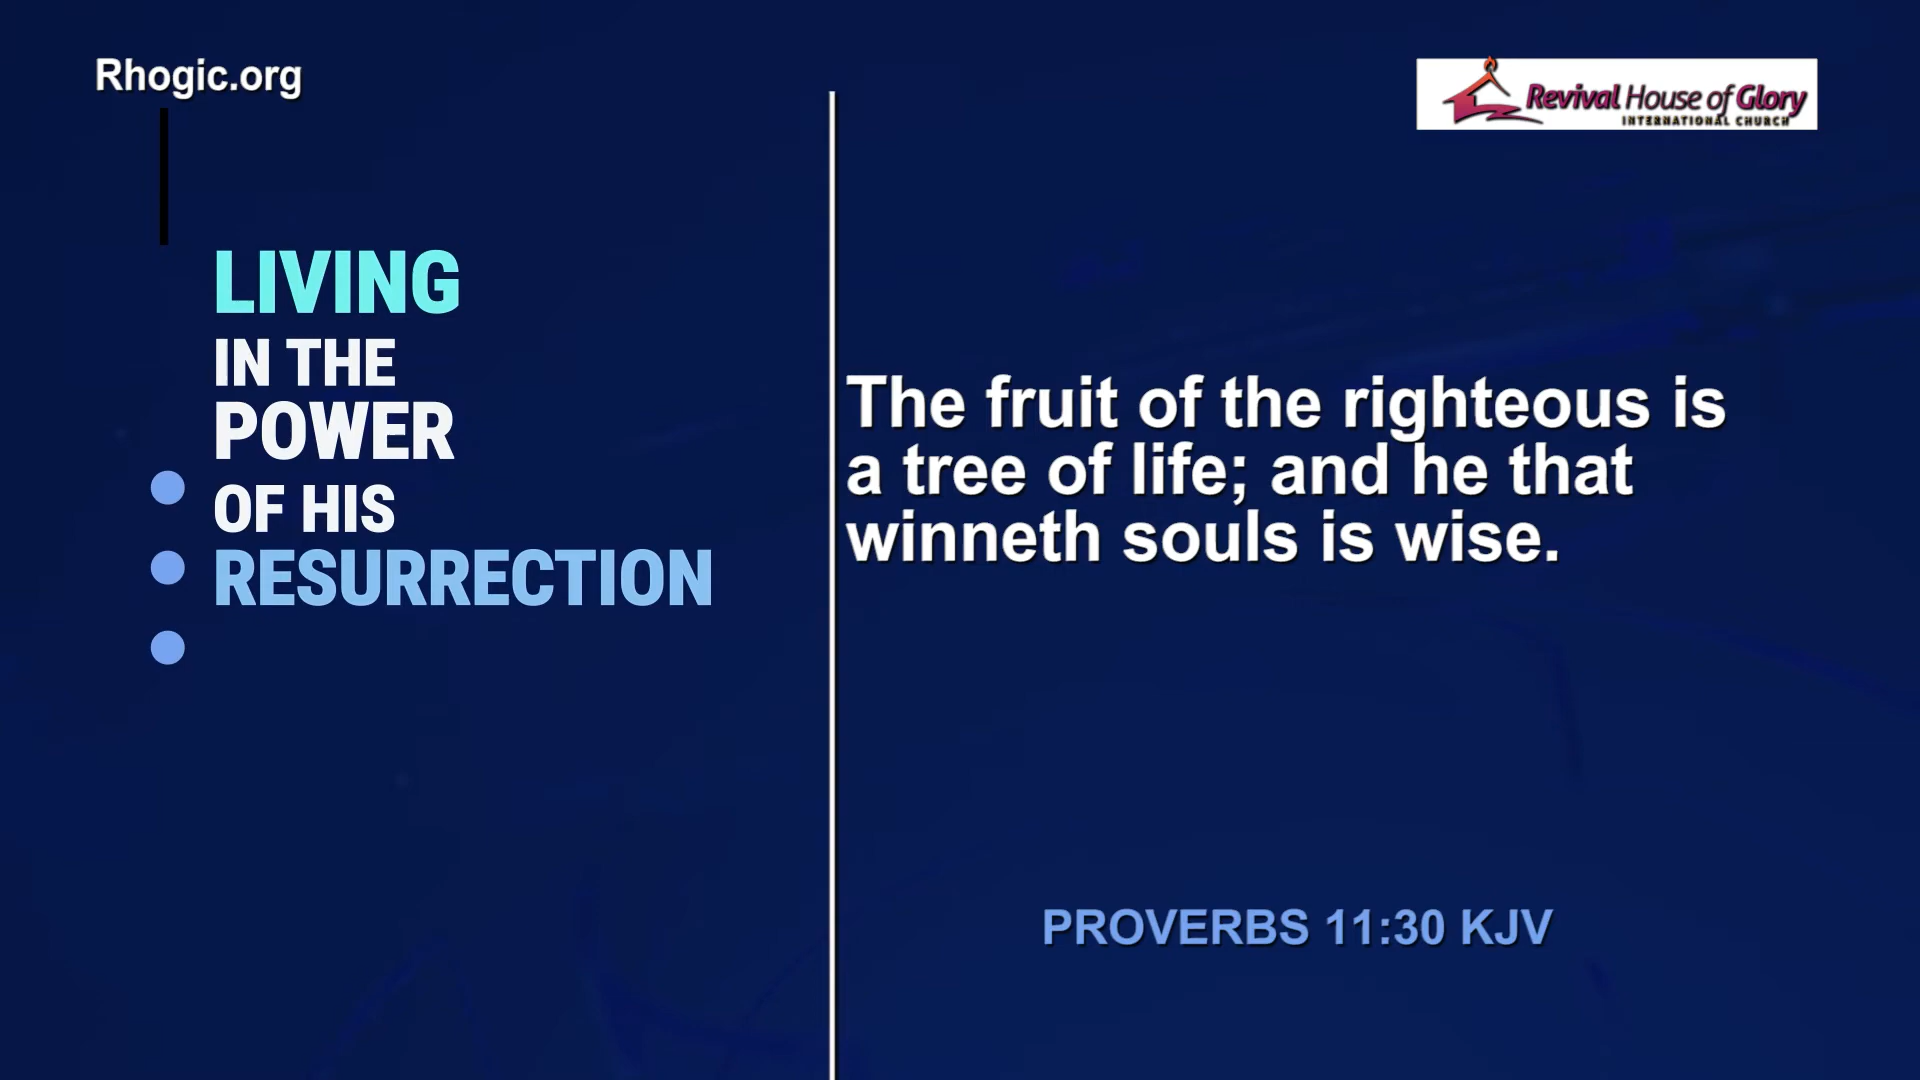 Rhogic.org
Revival House of Glory
INTERNATIONAL CHURCH
LIVING
IN THE
POWER
OF HIS
RESURRECTION
The fruit of the righteous is
a tree of life; and he that
winneth souls is wise.
PROVERBS 11:30 KJV